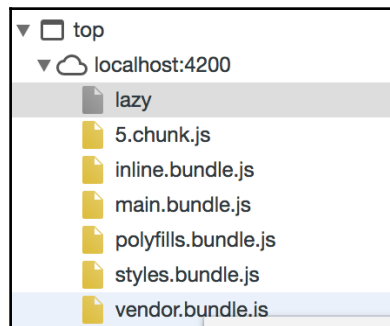 top
localhost:4200
lazy
5.chunk.js
inline.bundle.js
main.bundle.js
polyfills.bundle.js
styles.bundle.js
vendor.bundle.js